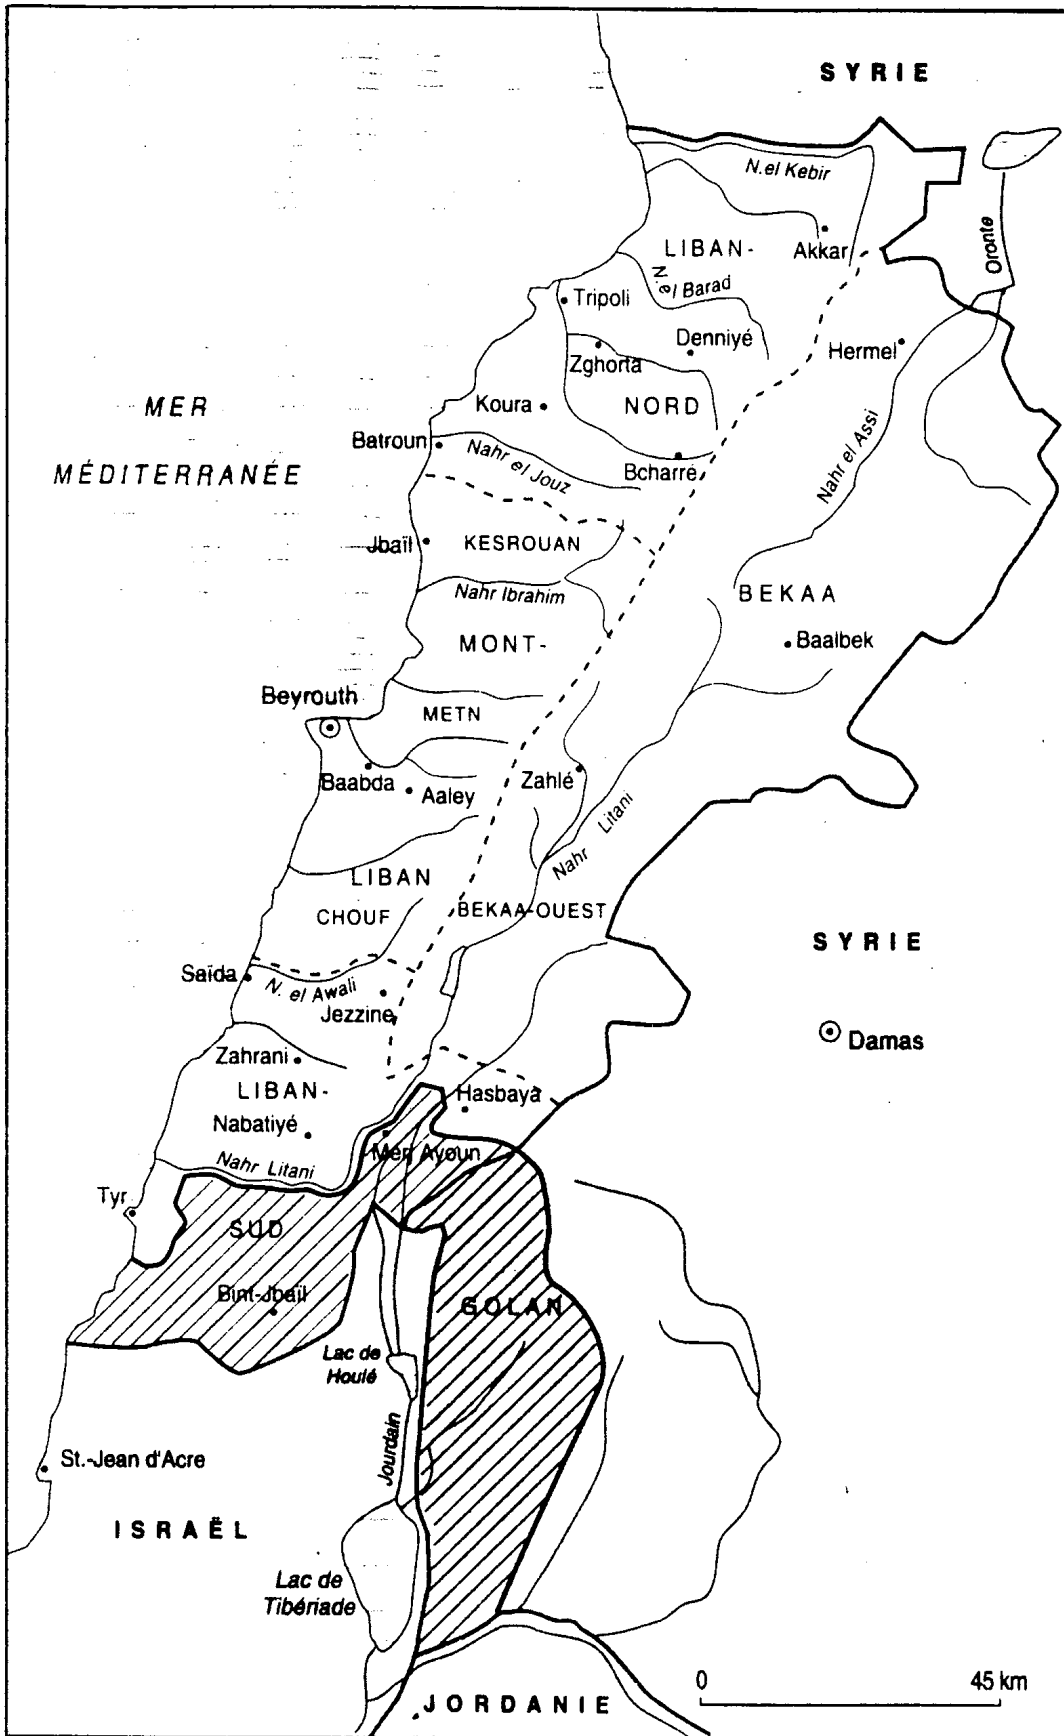 SYRIE
N.el Kebir
Oronte
LIBAN-
Akkar
N.el Barad
Tripoli
Denniyé
Hermel
Zghorta
Koura
NORD
MER
MÉDITERRANÉE
Batroun
Nahr el Jouz
Bcharré
Nahr el Assi
Jbaïl
KESROUAN
Nahr Ibrahim
BEKAA
MONT-
Baalbek
Beyrouth
METN
Baabda
Aaley
Zahlé
Nahr Litani
LIBAN
CHOUF
BEKAA-OUEST
SYRIE
Saïda
N. el Awali
Jezzine
Damas
Zahrani
LIBAN-
Hasbaya
Nabatiyé
Merj Ayoun
Nahr Litani
Tyr
SUD
Bint-Jbaïl
GOLAN
Lac de
Houlé
Jourdain
St.-Jean d'Acre
ISRAËL
Lac de
Tibériade
0
45 km
JORDANIE